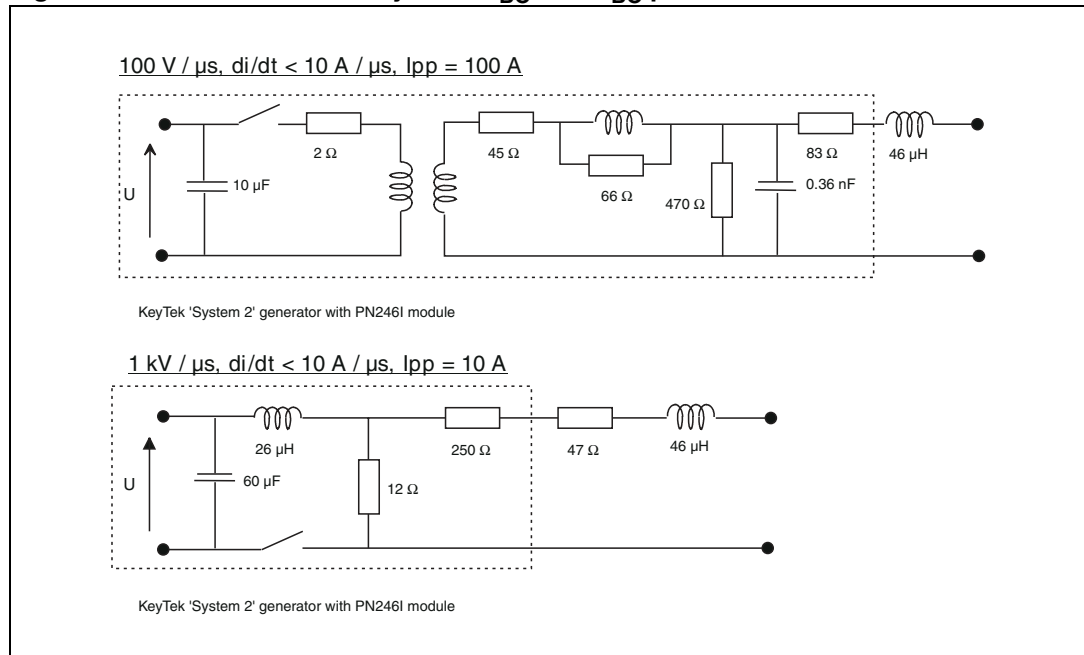 100 V / µs, di/dt < 10 A / µs, Ipp = 100 A
U
10 µF
2 Ω
45 Ω
66 Ω
470 Ω
83 Ω
0.36 nF
46 µH
KeyTek 'System 2' generator with PN246I module
1 kV / µs, di/dt < 10 A / µs, Ipp = 10 A
U
60 µF
26 µH
12 Ω
250 Ω
47 Ω
46 µH
KeyTek 'System 2' generator with PN246I module